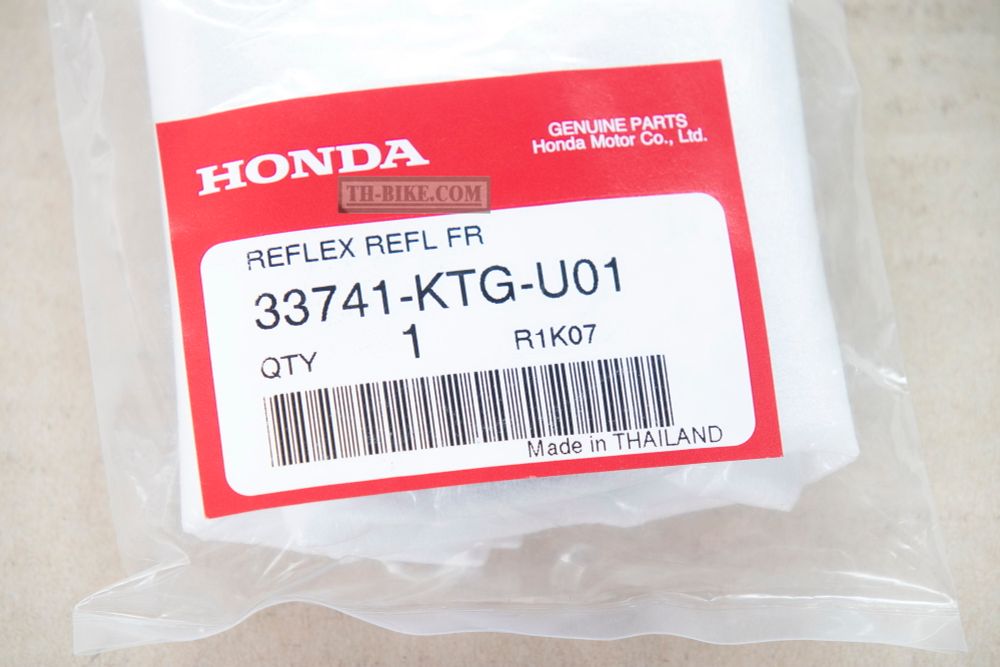 HONDA
GENUINE PARTS
Honda Motor Co., Ltd.
TH-BIKE.COM
REFLEX REFL FR
33741-KTG-U01
QTY 1 R1K07
Made in THAILAND